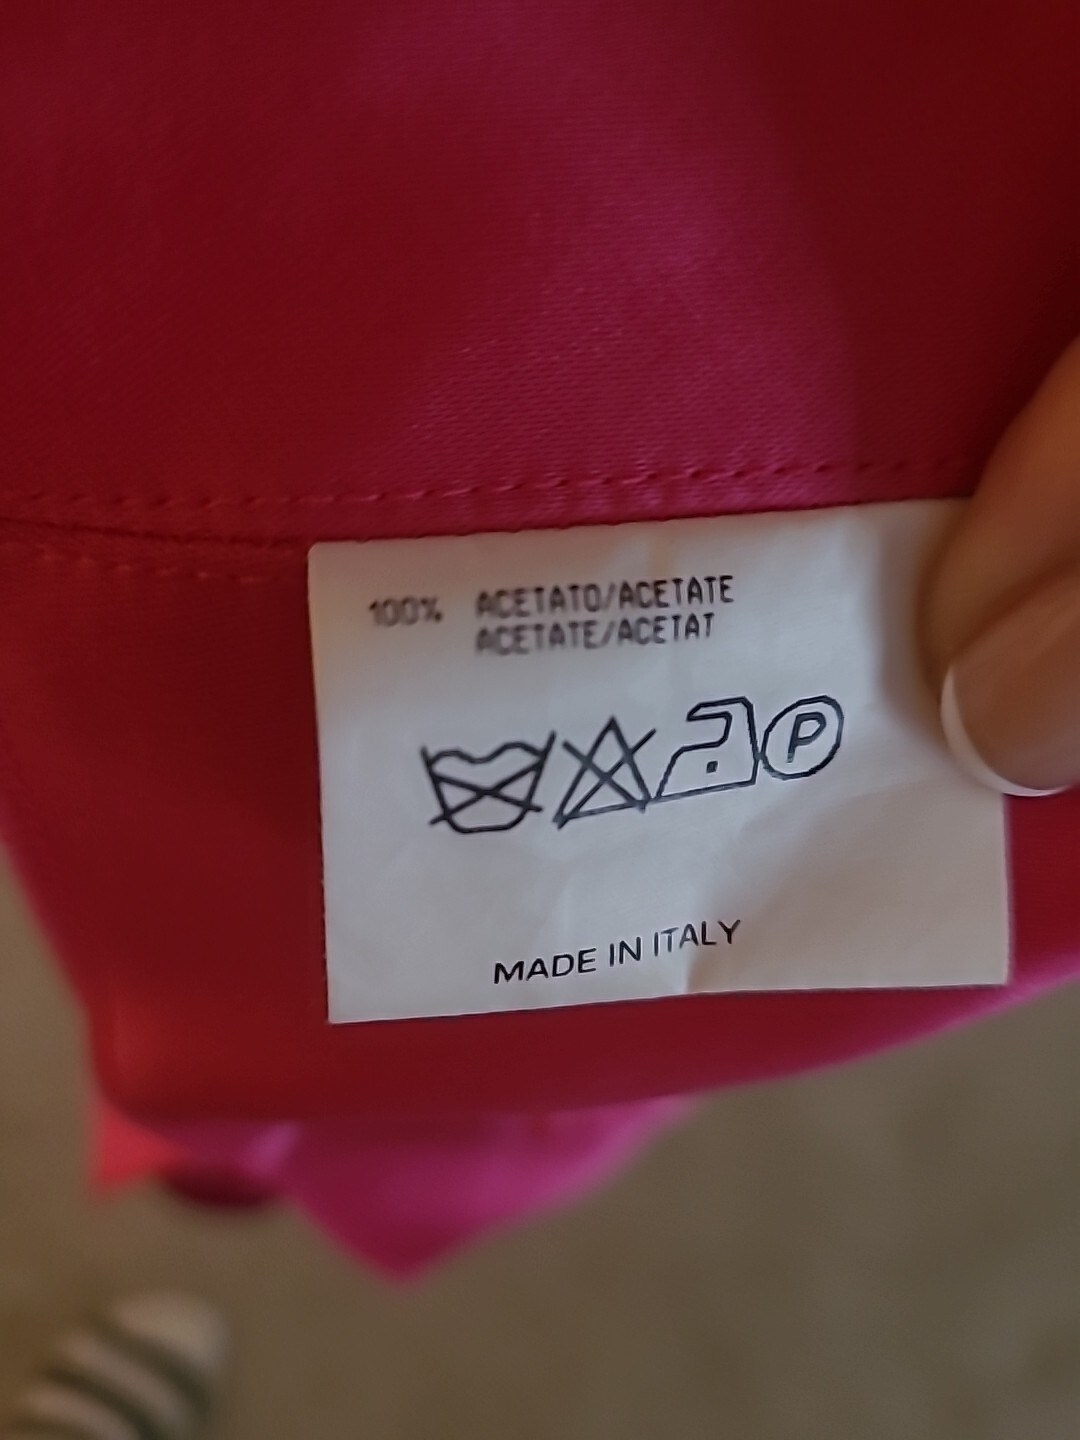 100% ACETATO/ACETATE
ACETATE/ACETAT
P
MADE IN ITALY